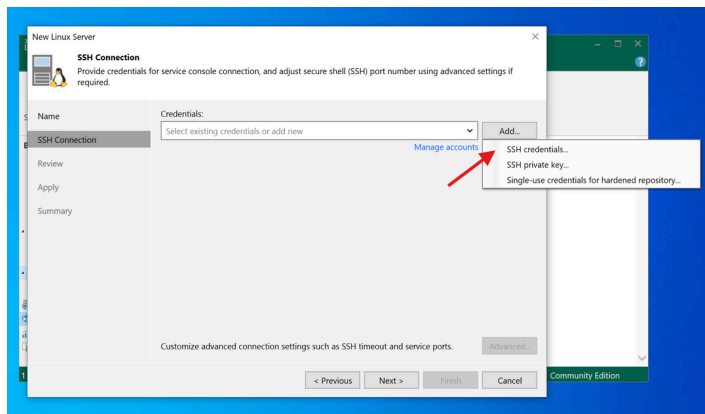 New Linux Server
SSH Connection
Provide credentials for service console connection, and adjust secure shell (SSH) port number using advanced settings if
required.
Name
SSH Connection
Review
Apply
Summary
Credentials:
Select existing credentials or add new
Add...
Manage accounts
SSH credentials...
SSH private key...
Single-use credentials for hardened repository...
Customize advanced connection settings such as SSH timeout and service ports.
Advanced...
< Previous
Next >
Finish
Cancel
Community Edition